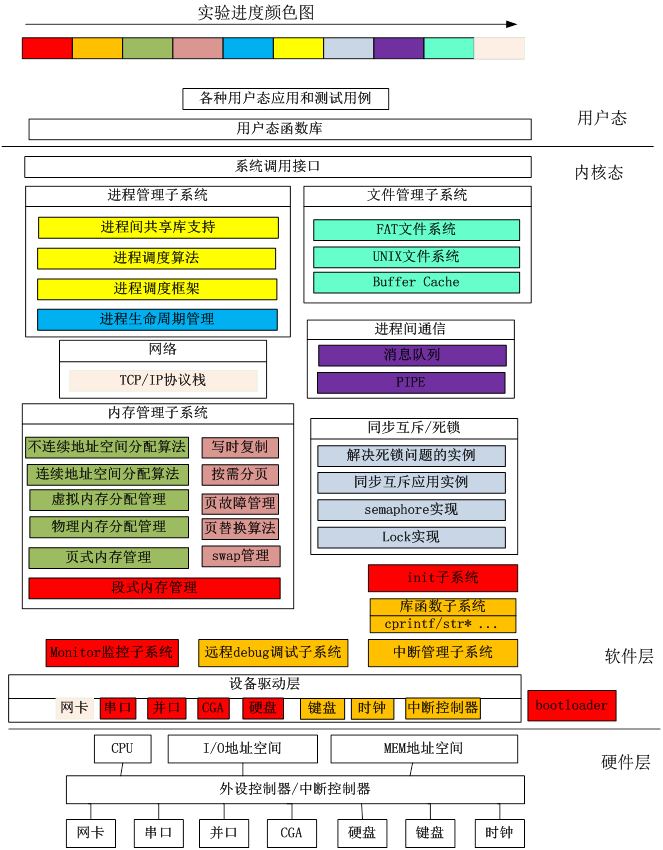 实验进度颜色图
各种用户态应用和测试用例
用户态函数库
用户态
系统调用接口
内核态
进程管理子系统
进程间共享库支持
进程调度算法
进程调度框架
进程生命周期管理
文件管理子系统
FAT文件系统
UNIX文件系统
Buffer Cache
网络
TCP/IP协议栈
进程间通信
消息队列
PIPE
内存管理子系统
不连续地址空间分配算法
连续地址空间分配算法
虚拟内存分配管理
物理内存分配管理
页式内存管理
写时复制
按需分页
页故障管理
页替换算法
swap管理
段式内存管理
同步互斥/死锁
解决死锁问题的实例
同步互斥应用实例
semaphore实现
Lock实现
init子系统
库函数子系统
cprintf/str* ...
Monitor监控子系统
远程debug调试子系统
中断管理子系统
软件层
设备驱动层
网卡
串口
并口
CGA
硬盘
键盘
时钟
中断控制器
bootloader
CPU
I/O地址空间
MEM地址空间
硬件层
外设控制器/中断控制器
网卡
串口
并口
CGA
硬盘
键盘
时钟